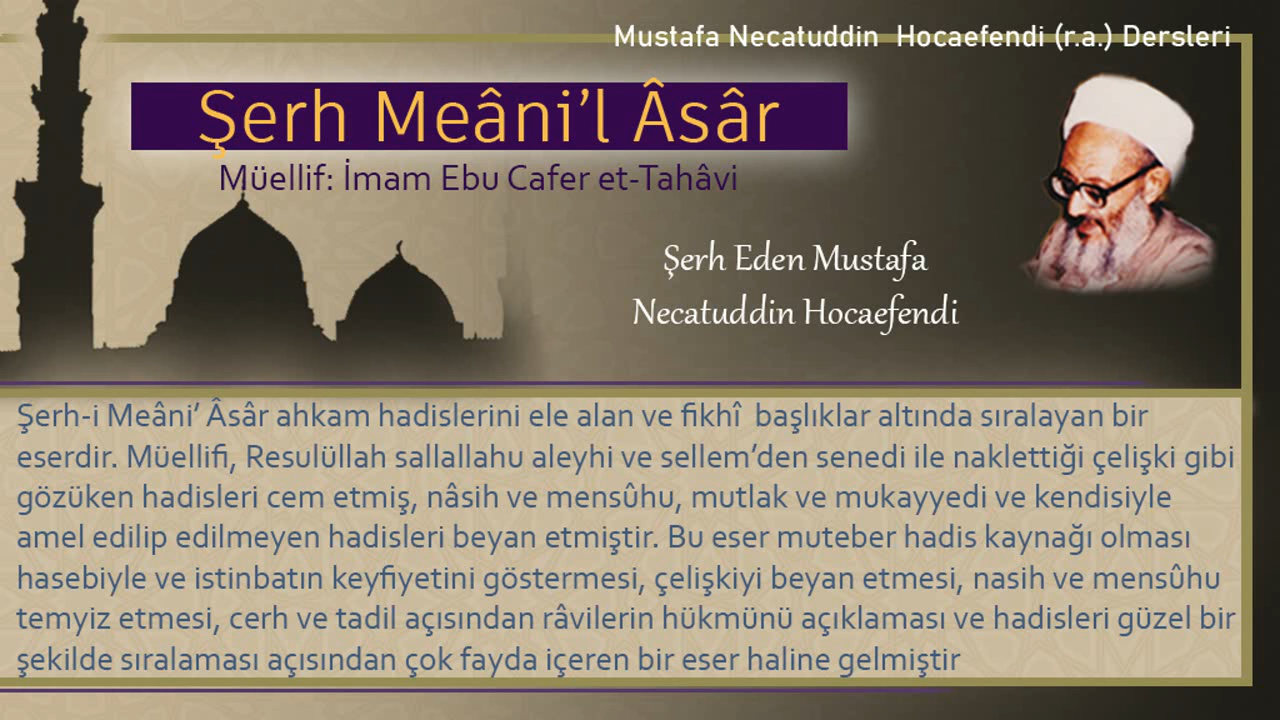 Mustafa Necatuddin Hocaefendi (r.a.) Dersleri
Şerh Meâni’l Âsâr
Müellif: İmam Ebu Cafer et-Tahâvi
Şerh Eden Mustafa
Necatuddin Hocaefendi
Şerh-i Meâni’ Âsâr ahkam hadislerini ele alan ve fikhî başlıklar altında sıralayan bir
eserdir. Müellifi, Resulüllah sallallahu aleyhi ve sellem’den senedi ile naklettiği çelişki gibi
gözüken hadisleri cem etmiş, nâsih ve mensûhu, mutlak ve mukayyedi ve kendisiyle
amel edilip edilmeyen hadisleri beyan etmiştir. Bu eser muteber hadis kaynağı olması
hasebiyle ve istinbatın keyfiyetini göstermesi, çelişkiyi beyan etmesi, nasih ve mensûhu
temyiz etmesi, cerh ve tadil açısından râvilerin hükmünü açıklaması ve hadisleri güzel bir
şekilde sıralaması açısından çok fayda içeren bir eser haline gelmiştir